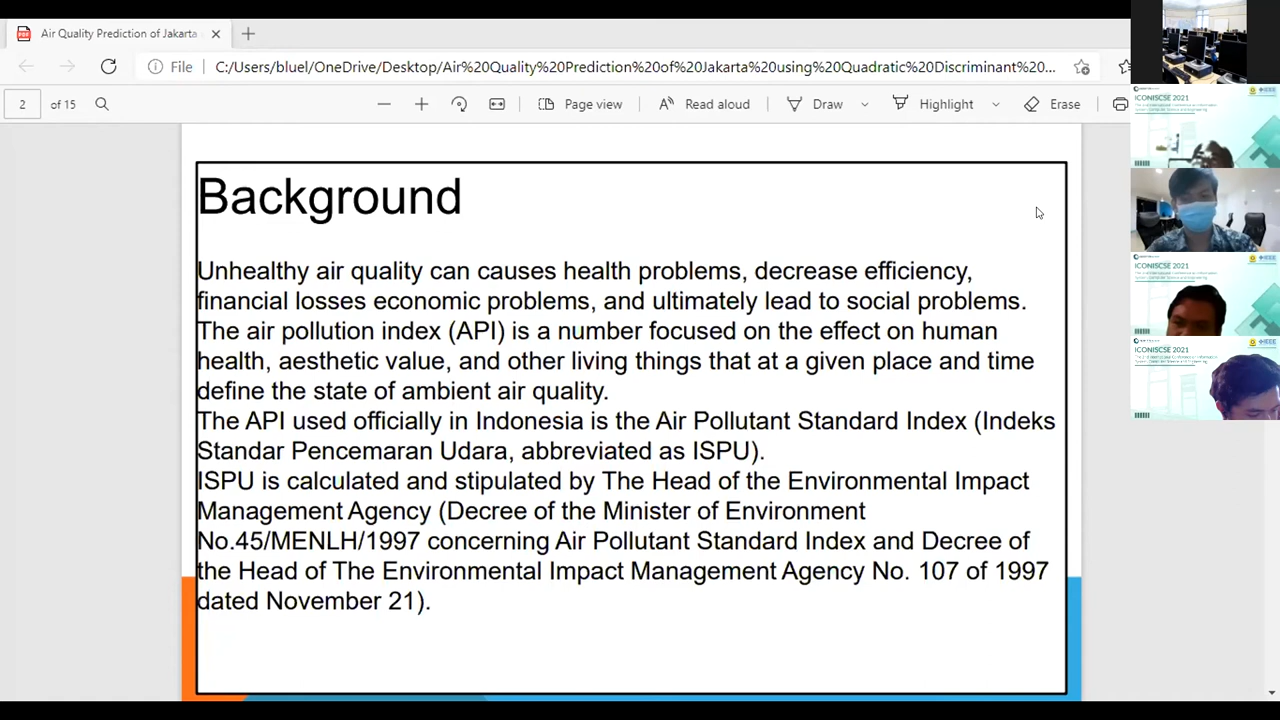 Air Quality Prediction of Jakarta
File
C:/Users/bluel/OneDrive/Desktop/Air%20Quality%20Prediction%20of%20Jakarta%20using%20Quadratic%20Discriminant%20...
2 of 15
Page view
Read aloud
Draw
Highlight
Erase
Background
Unhealthy air quality can causes health problems, decrease efficiency,
financial losses economic problems, and ultimately lead to social problems.
The air pollution index (API) is a number focused on the effect on human
health, aesthetic value, and other living things that at a given place and time
define the state of ambient air quality.
The API used officially in Indonesia is the Air Pollutant Standard Index (Indeks
Standar Pencemaran Udara, abbreviated as ISPU).
ISPU is calculated and stipulated by The Head of the Environmental Impact
Management Agency (Decree of the Minister of Environment
No.45/MENLH/1997 concerning Air Pollutant Standard Index and Decree of
the Head of The Environmental Impact Management Agency No. 107 of 1997
dated November 21).
ICONISCSE 2021
ICONISCSE 2021
ICONISCSE 2021